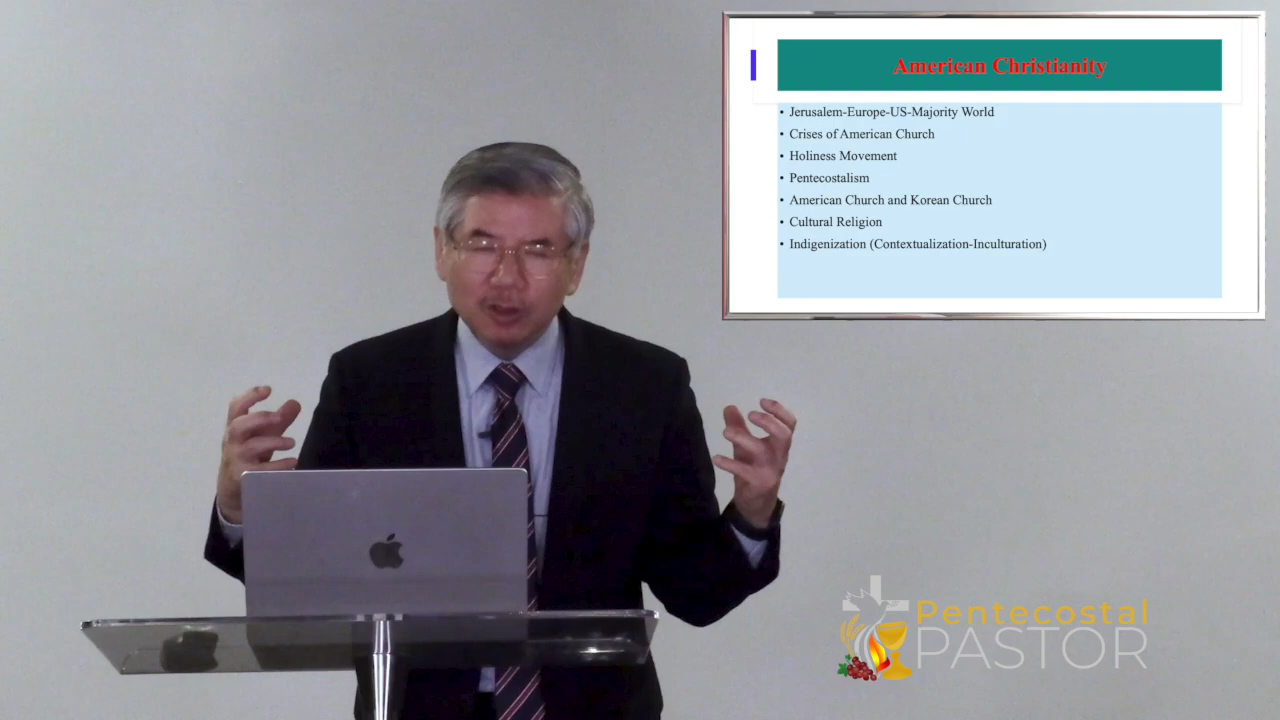 American Christianity
• Jerusalem-Europe-US-Majority World
• Crises of American Church
• Holiness Movement
• Pentecostalism
• American Church and Korean Church
• Cultural Religion
• Indigenization (Contextualization-Inculturation)
Pentecostal
PASTOR